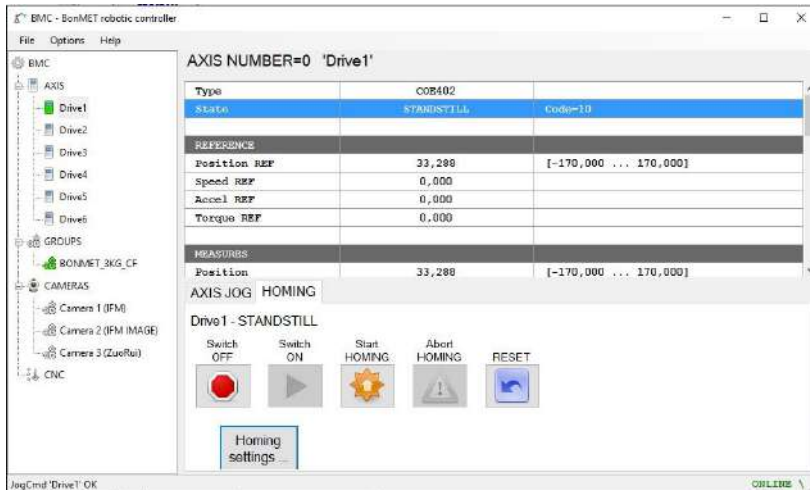 BMC - BonMET robotic controller
File Options Help
BMC
AXIS
Drive1
Drive2
Drive3
Drive4
Drive5
Drive6
GROUPS
BONMET_3KG_CF
CAMERAS
Camera 1 (IFM)
Camera 2 (IFM IMAGE)
Camera 3 (ZuoRui)
CNC
AXIS NUMBER=0 'Drive1'
Type COE402
State STANDSTILL Code=10
REFERENCE
Position REF 33,288 [-170,000 ... 170,000]
Speed REF 0,000
Accel REF 0,000
Torque REF 0,000
MEASURES
Position 33,288 [-170,000 ... 170,000]
AXIS JOG HOMING
Drive1 - STANDSTILL
Switch OFF
Switch ON
Start HOMING
Abort HOMING
RESET
Homing
settings ...
JogCmd 'Drive1' OK
ONLINE \